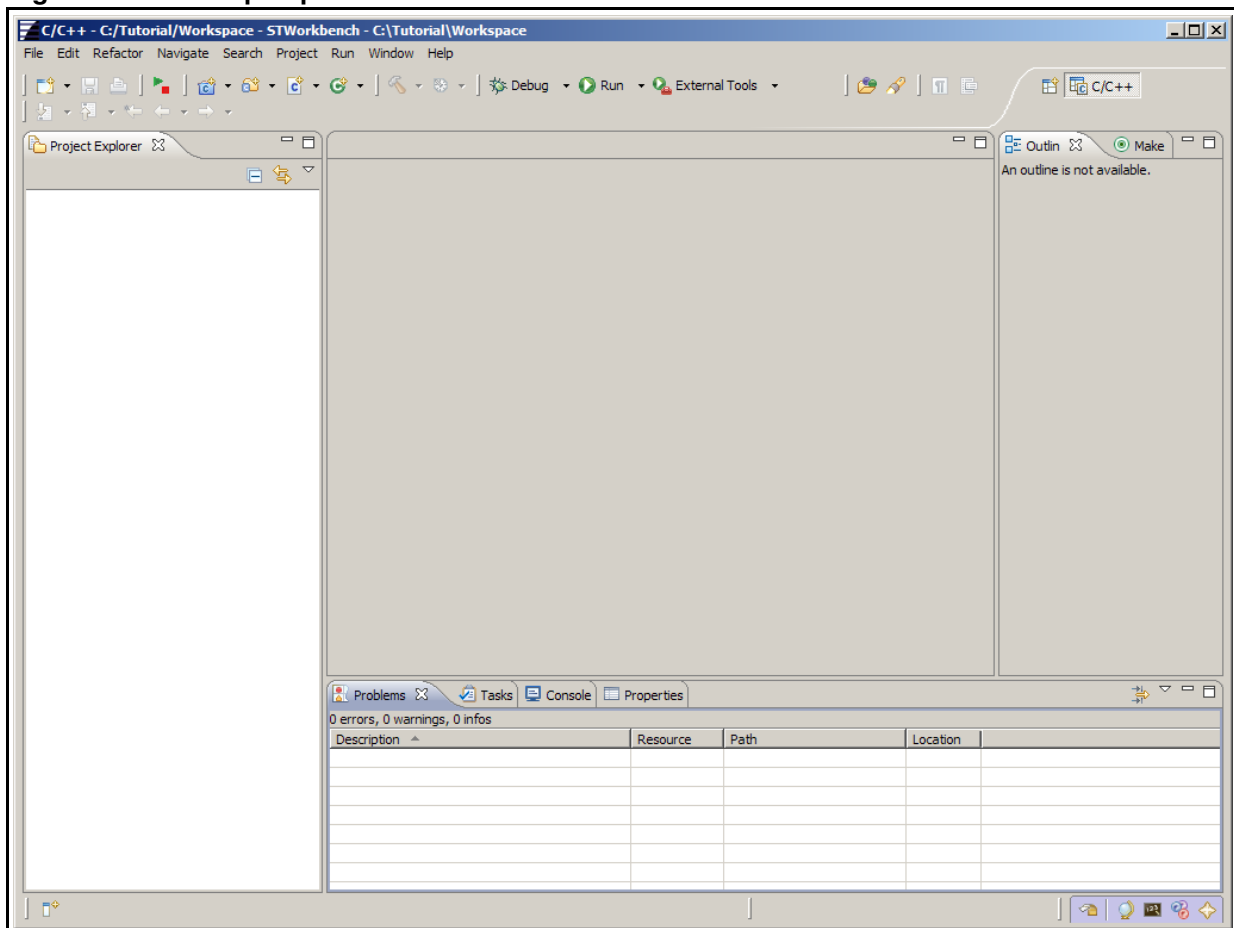 C/C++ - C:/Tutorial/Workspace - STWorkbench - C:\Tutorial\Workspace
File Edit Refactor Navigate Search Project Run Window Help
Debug Run External Tools C/C++
Project Explorer
Outlin Make
An outline is not available.
Problems Tasks Console Properties
0 errors, 0 warnings, 0 infos
Description Resource Path Location